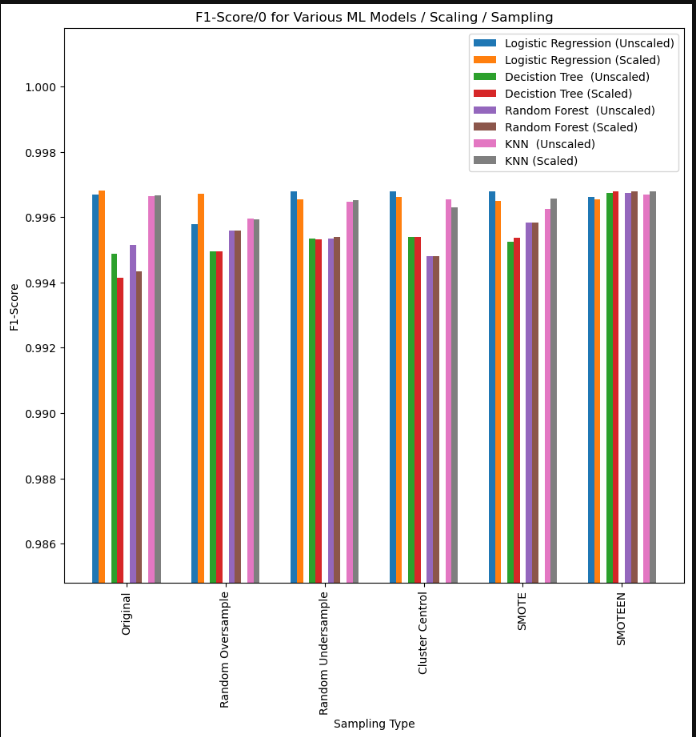 F1-Score/0 for Various ML Models / Scaling / Sampling
Logistic Regression (Unscaled)
Logistic Regression (Scaled)
Decistion Tree  (Unscaled)
Decistion Tree (Scaled)
Random Forest  (Unscaled)
Random Forest (Scaled)
KNN  (Unscaled)
KNN (Scaled)
1.000
0.998
0.996
0.994
0.992
0.990
0.988
0.986
F1-Score
Original
Random Oversample
Random Undersample
Cluster Control
SMOTE
SMOTEEN
Sampling Type